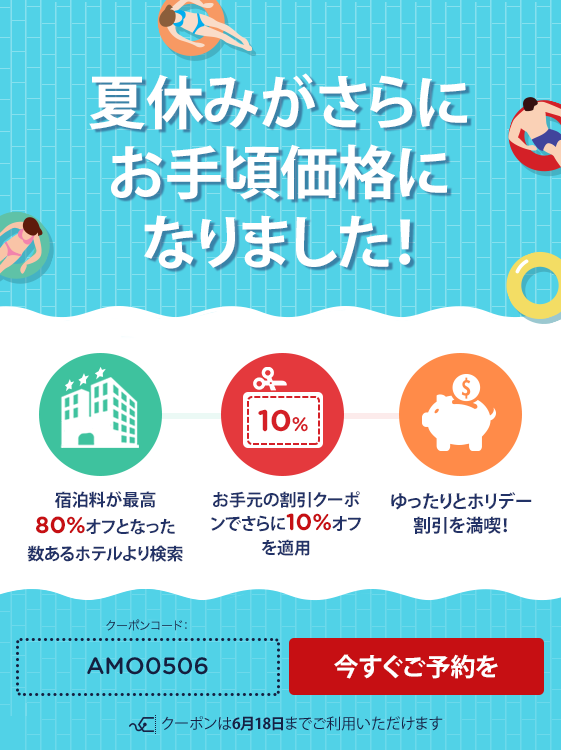 夏休みがさらに
お手頃価格に
なりました!
$
10%
宿泊料が最高
80%オフとなった
数あるホテルより検索
お手元の割引クーポ
ンでさらに10%オフ
を適用
ゆったりとホリデー
割引を満喫!
クーポンコード:
AMO0506
今すぐご予約を
クーポンは6月18日までご利用いただけます